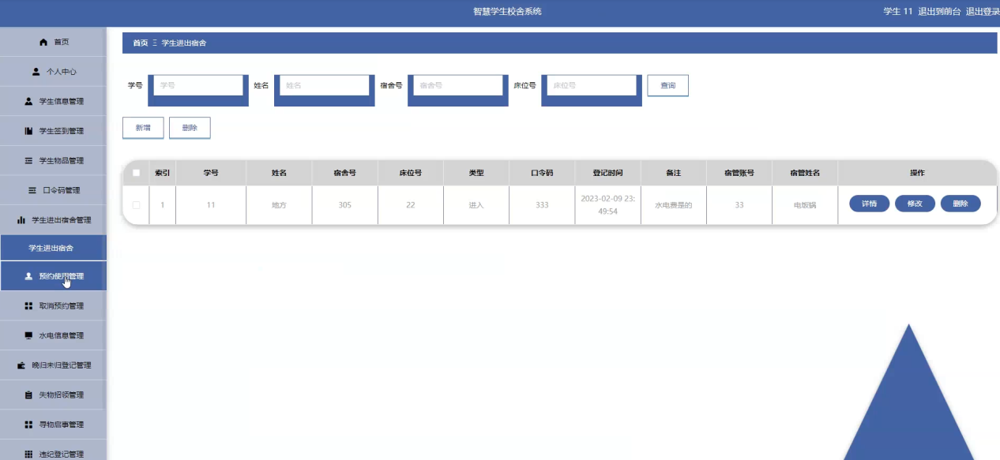 智慧学生校舍系统
学生 11 退出到前台 退出登录
首页
个人中心
学生信息管理
学生签到管理
学生物品管理
口令码管理
学生进出宿舍管理
学生进出宿舍
预约使用管理
取消预约管理
水电信息管理
晚归未归登记管理
失物招领管理
寻物启事管理
违纪登记管理
首页 Ξ 学生进出宿舍
学号 学号 姓名 姓名 宿舍号 宿舍号 床位号 床位号 查询
新增 删除
索引 学号 姓名 宿舍号 床位号 类型 口令码 登记时间 备注 宿管账号 宿管姓名 操作
1 11 地方 305 22 进入 333 2023-02-09 23:49:54 水电费是的 33 电饭锅 详情 修改 删除